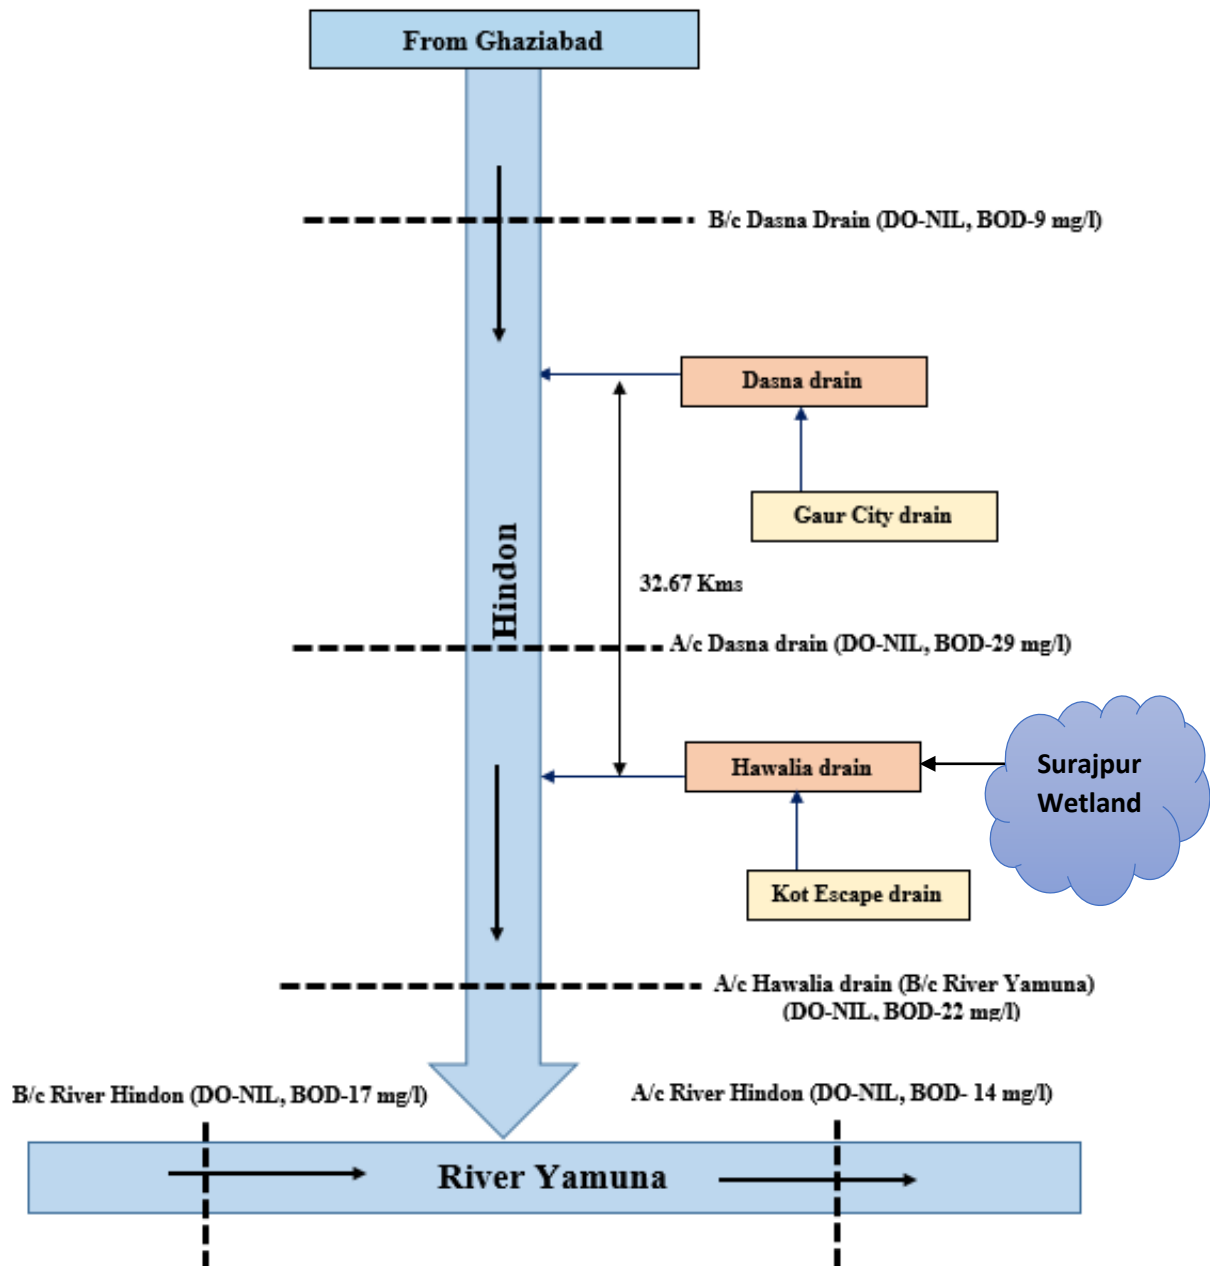 From Ghaziabad
B/c Dasna Drain (DO-NIL, BOD-9 mg/l)
Dasna drain
Gaur City drain
Hindon
32.67 Kms
A/c Dasna drain (DO-NIL, BOD-29 mg/l)
Hawalia drain
Surajpur
Wetland
Kot Escape drain
A/c Hawalia drain (B/c River Yamuna)
(DO-NIL, BOD-22 mg/l)
B/c River Hindon (DO-NIL, BOD-17 mg/l)
A/c River Hindon (DO-NIL, BOD- 14 mg/l)
River Yamuna